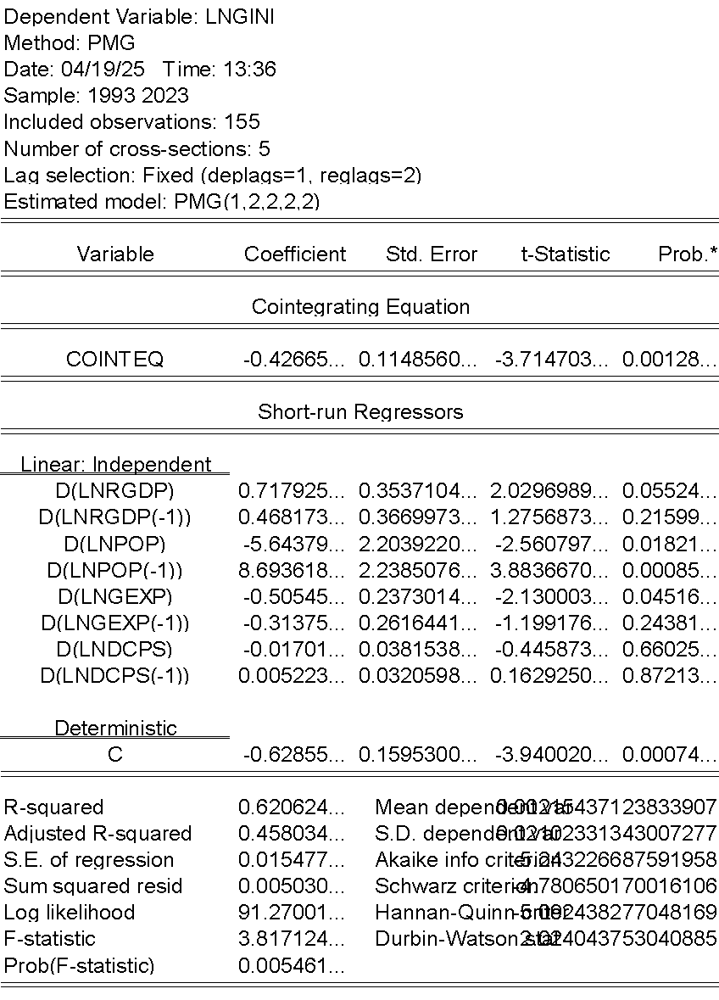 Dependent Variable: LNGINI
Method: PMG
Date: 04/19/25 Time: 13:36
Sample: 1993 2023
Included observations: 155
Number of cross-sections: 5
Lag selection: Fixed (deplags=1, reglags=2)
Estimated model: PMG(1,2,2,2,2)
Variable Coefficient Std. Error t-Statistic Prob.*
Cointegrating Equation
COINTEQ -0.42665... 0.1148560... -3.714703... 0.00128...
Short-run Regressors
Linear: Independent
D(LNRGDP) 0.717925... 0.3537104... 2.0296989... 0.05524...
D(LNRGDP(-1)) 0.468173... 0.3669973... 1.2756873... 0.21599...
D(LNPOP) -5.64379... 2.2039220... -2.560797... 0.01821...
D(LNPOP(-1)) 8.693618... 2.2385076... 3.8836670... 0.00085...
D(LNGEXP) -0.50545... 0.2373014... -2.130003... 0.04516...
D(LNGEXP(-1)) -0.31375... 0.2616441... -1.199176... 0.24381...
D(LNDCPS) -0.01701... 0.0381538... -0.445873... 0.66025...
D(LNDCPS(-1)) 0.005223... 0.0320598... 0.1629250... 0.87213...
Deterministic
C -0.62855... 0.1595300... -3.940020... 0.00074...
R-squared 0.620624... Mean dependent var 0.00215437123833907
Adjusted R-squared 0.458034... S.D. dependent var 0.02102331343007277
S.E. of regression 0.015477... Akaike info criterion -5.243226687591958
Sum squared resid 0.005030... Schwarz criterion -4.780650170016106
Log likelihood 91.27001... Hannan-Quinn criter. -5.092438277048169
F-statistic 3.817124... Durbin-Watson stat 2.024043753040885
Prob(F-statistic) 0.005461...